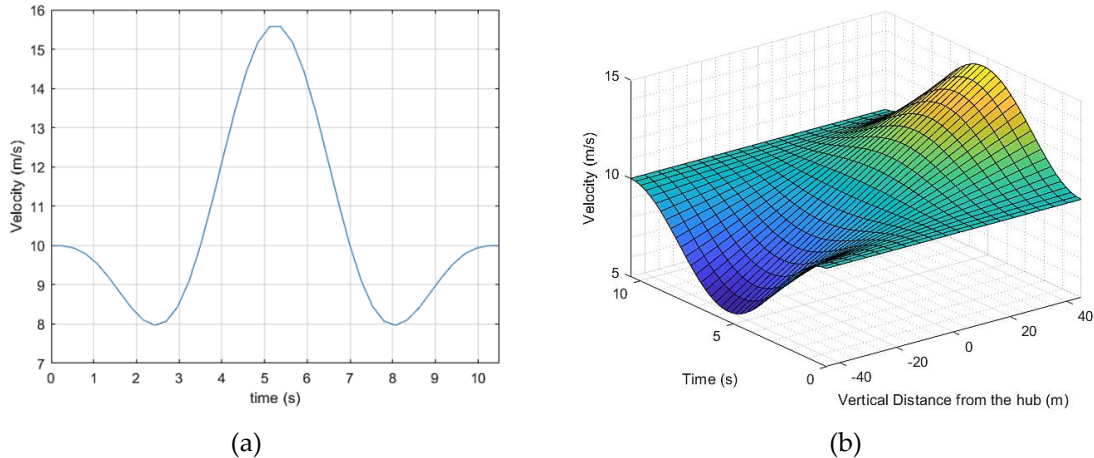 16
15
14
13
12
11
10
9
8
7
Velocity (m/s)
0 1 2 3 4 5 6 7 8 9 10
time (s)
(a)
15
10
5
Velocity (m/s)
10 5 0
Time (s)
-40 -20 0 20 40
Vertical Distance from the hub (m)
(b)